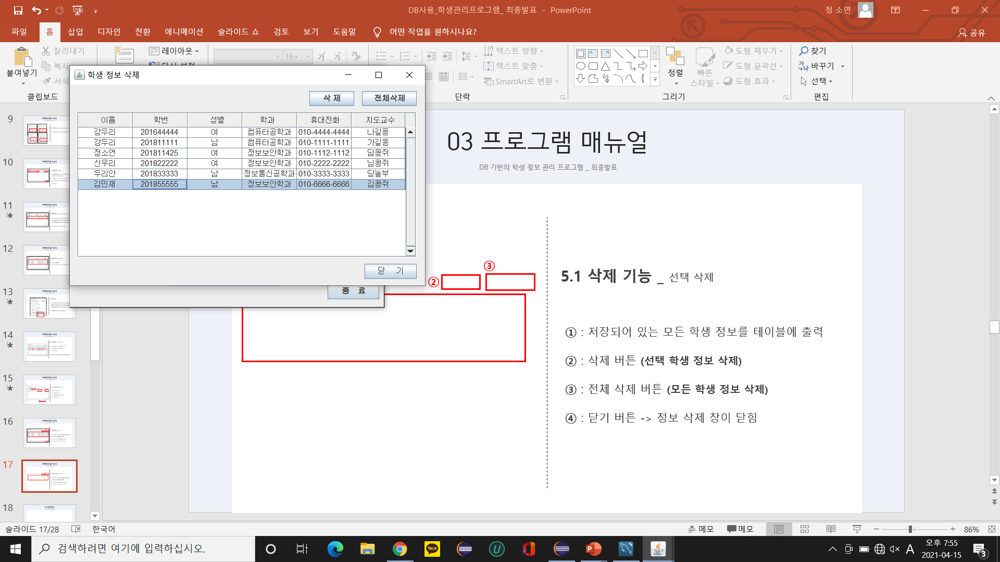 DB사용_학생관리프로그램_ 최종발표 - PowerPoint
정 소연
파일 홈 삽입 디자인 전환 애니메이션 슬라이드 쇼 검토 보기 도움말 어떤 작업을 원하시나요? 공유
붙여넣기
잘라내기
복사
서식
클립보드
레이아웃
16+
가 가 가
텍스트 방향
텍스트 맞춤
SmartArt로 변환
단락
정렬
빠른
스타일
도형 채우기
도형 윤곽선
도형 효과
그리기
찾기
바꾸기
선택
편집
학생 정보 삭제
삭 제 전체삭제
이름 학번 성별 학과 휴대전화 지도교수
강두리 201644444 여 컴퓨터공학과 010-4444-4444 나길동
강두리 201811111 남 컴퓨터공학과 010-1111-1111 가길동
정소연 201811425 여 정보보안학과 010-1112-1112 딤콩쥐
신우리 201822222 여 정보보안학과 010-2222-2222 님콩쥐
두리안 201833333 남 정보통신공학과 010-3333-3333 당놀부
김민재 201855555 남 정보보안학과 010-6666-6666 김콩쥐
닫 기
종 료
9
10
11
12
13
14
15
16
17
18
03 프로그램 매뉴얼
DB 기반의 학생 정보 관리 프로그램 _ 최종발표
②
③
5.1 삭제 기능 _ 선택 삭제
① : 저장되어 있는 모든 학생 정보를 테이블에 출력
② : 삭제 버튼 (선택 학생 정보 삭제)
③ : 전체 삭제 버튼 (모든 학생 정보 삭제)
④ : 닫기 버튼 -> 정보 삭제 창이 닫힘
슬라이드 17/28 한국어 메모 메모 86%
검색하려면 여기에 입력하십시오.
TALK
A
오후 7:55
2021-04-15
3